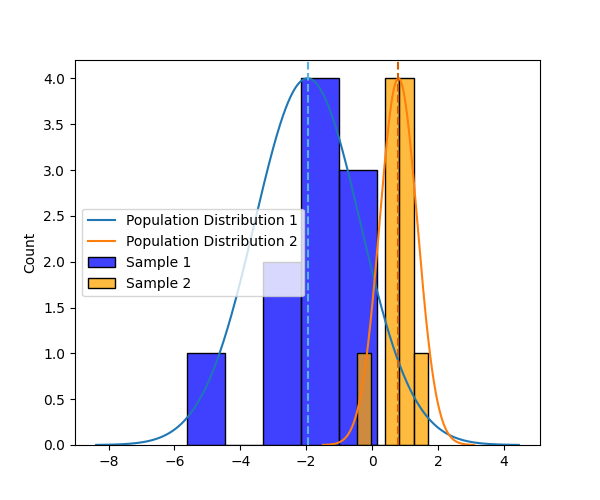 4.0
3.5
3.0
2.5
2.0
1.5
1.0
0.5
0.0
Count
Population Distribution 1
Population Distribution 2
Sample 1
Sample 2
−8 −6 −4 −2 0 2 4